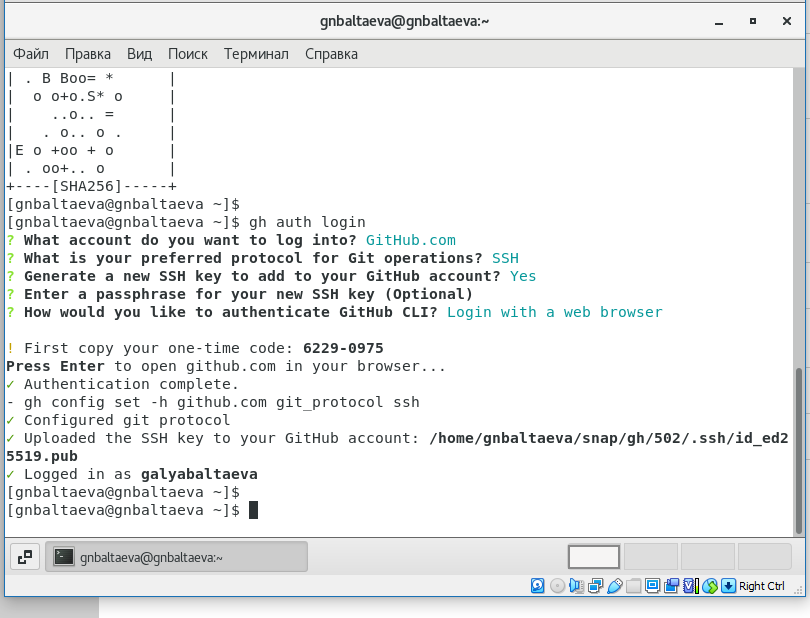 gnbaltaeva@gnbaltaeva:~
Файл Правка Вид Поиск Терминал Справка
| . B Boo= *      |
|  o o+o.S* o     |
|    ..o.. =      |
|   . o.. o .     |
|E o +oo + o      |
| . oo+.. o       |
+----[SHA256]-----+
[gnbaltaeva@gnbaltaeva ~]$
[gnbaltaeva@gnbaltaeva ~]$ gh auth login
? What account do you want to log into? GitHub.com
? What is your preferred protocol for Git operations? SSH
? Generate a new SSH key to add to your GitHub account? Yes
? Enter a passphrase for your new SSH key (Optional)
? How would you like to authenticate GitHub CLI? Login with a web browser
! First copy your one-time code: 6229-0975
Press Enter to open github.com in your browser...
✓ Authentication complete.
- gh config set -h github.com git_protocol ssh
✓ Configured git protocol
✓ Uploaded the SSH key to your GitHub account: /home/gnbaltaeva/snap/gh/502/.ssh/id_ed2
5519.pub
✓ Logged in as galyabaltaeva
[gnbaltaeva@gnbaltaeva ~]$
[gnbaltaeva@gnbaltaeva ~]$
gnbaltaeva@gnbaltaeva:~
Right Ctrl